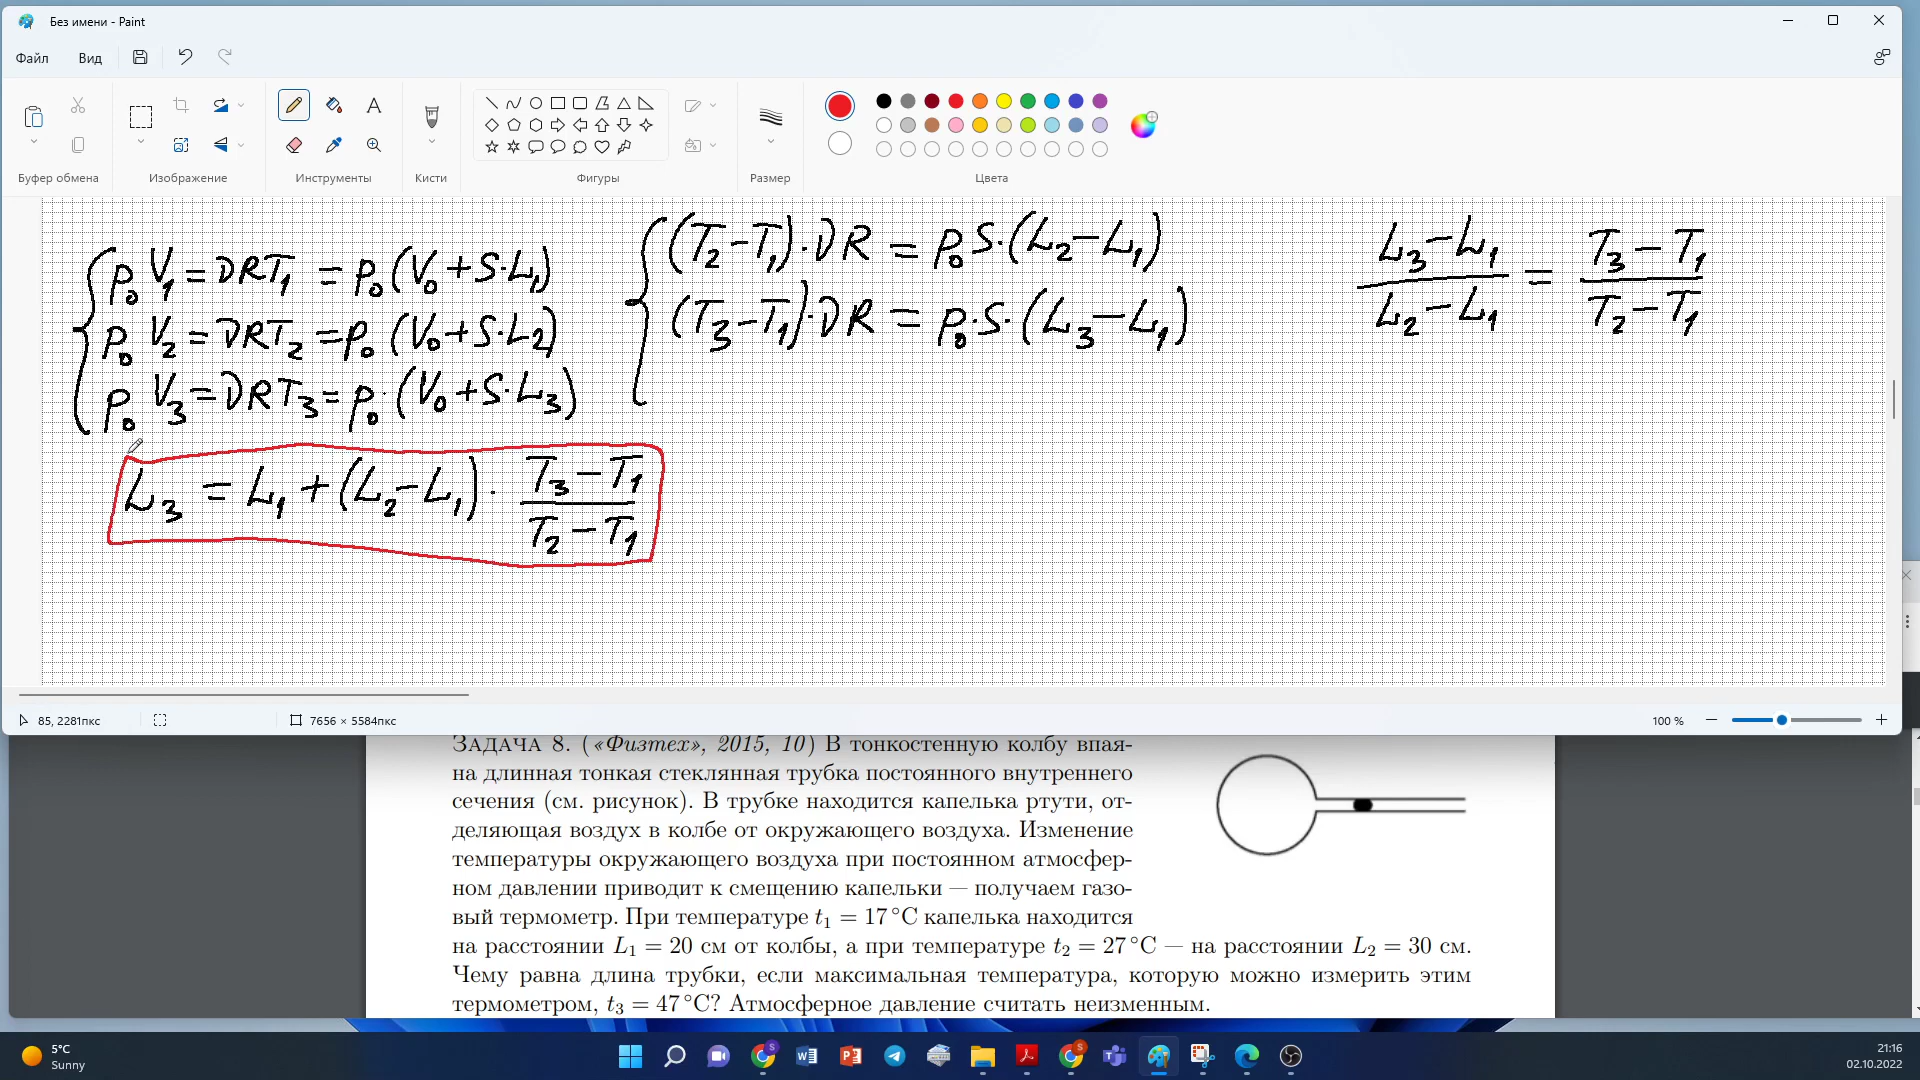 Без имени - Paint
Файл Вид
Буфер обмена Изображение Инструменты Кисти Фигуры Размер Цвета
p₀V₁ = νRT₁ = p₀(V₀+S·L₁)
p₀V₂ = νRT₂ = p₀(V₀+S·L₂)
p₀V₃ = νRT₃ = p₀·(V₀+S·L₃)
(T₂−T₁)·νR = p₀S·(L₂−L₁)
(T₃−T₁)·νR = p₀·S·(L₃−L₁)
(L₃−L₁)/(L₂−L₁) = (T₃−T₁)/(T₂−T₁)
L₃ = L₁+(L₂−L₁)·(T₃−T₁)/(T₂−T₁)
85, 2281пкс 7656 × 5584пкс 100 %
Задача 8. («Физтех», 2015, 10) В тонкостенную колбу впая-
на длинная тонкая стеклянная трубка постоянного внутреннего
сечения (см. рисунок). В трубке находится капелька ртути, от-
деляющая воздух в колбе от окружающего воздуха. Изменение
температуры окружающего воздуха при постоянном атмосфер-
ном давлении приводит к смещению капельки — получаем газо-
вый термометр. При температуре t₁ = 17 °C капелька находится
на расстоянии L₁ = 20 см от колбы, а при температуре t₂ = 27 °C — на расстоянии L₂ = 30 см.
Чему равна длина трубки, если максимальная температура, которую можно измерить этим
термометром, t₃ = 47 °C? Атмосферное давление считать неизменным.
5°C
Sunny
21:16
02.10.2022